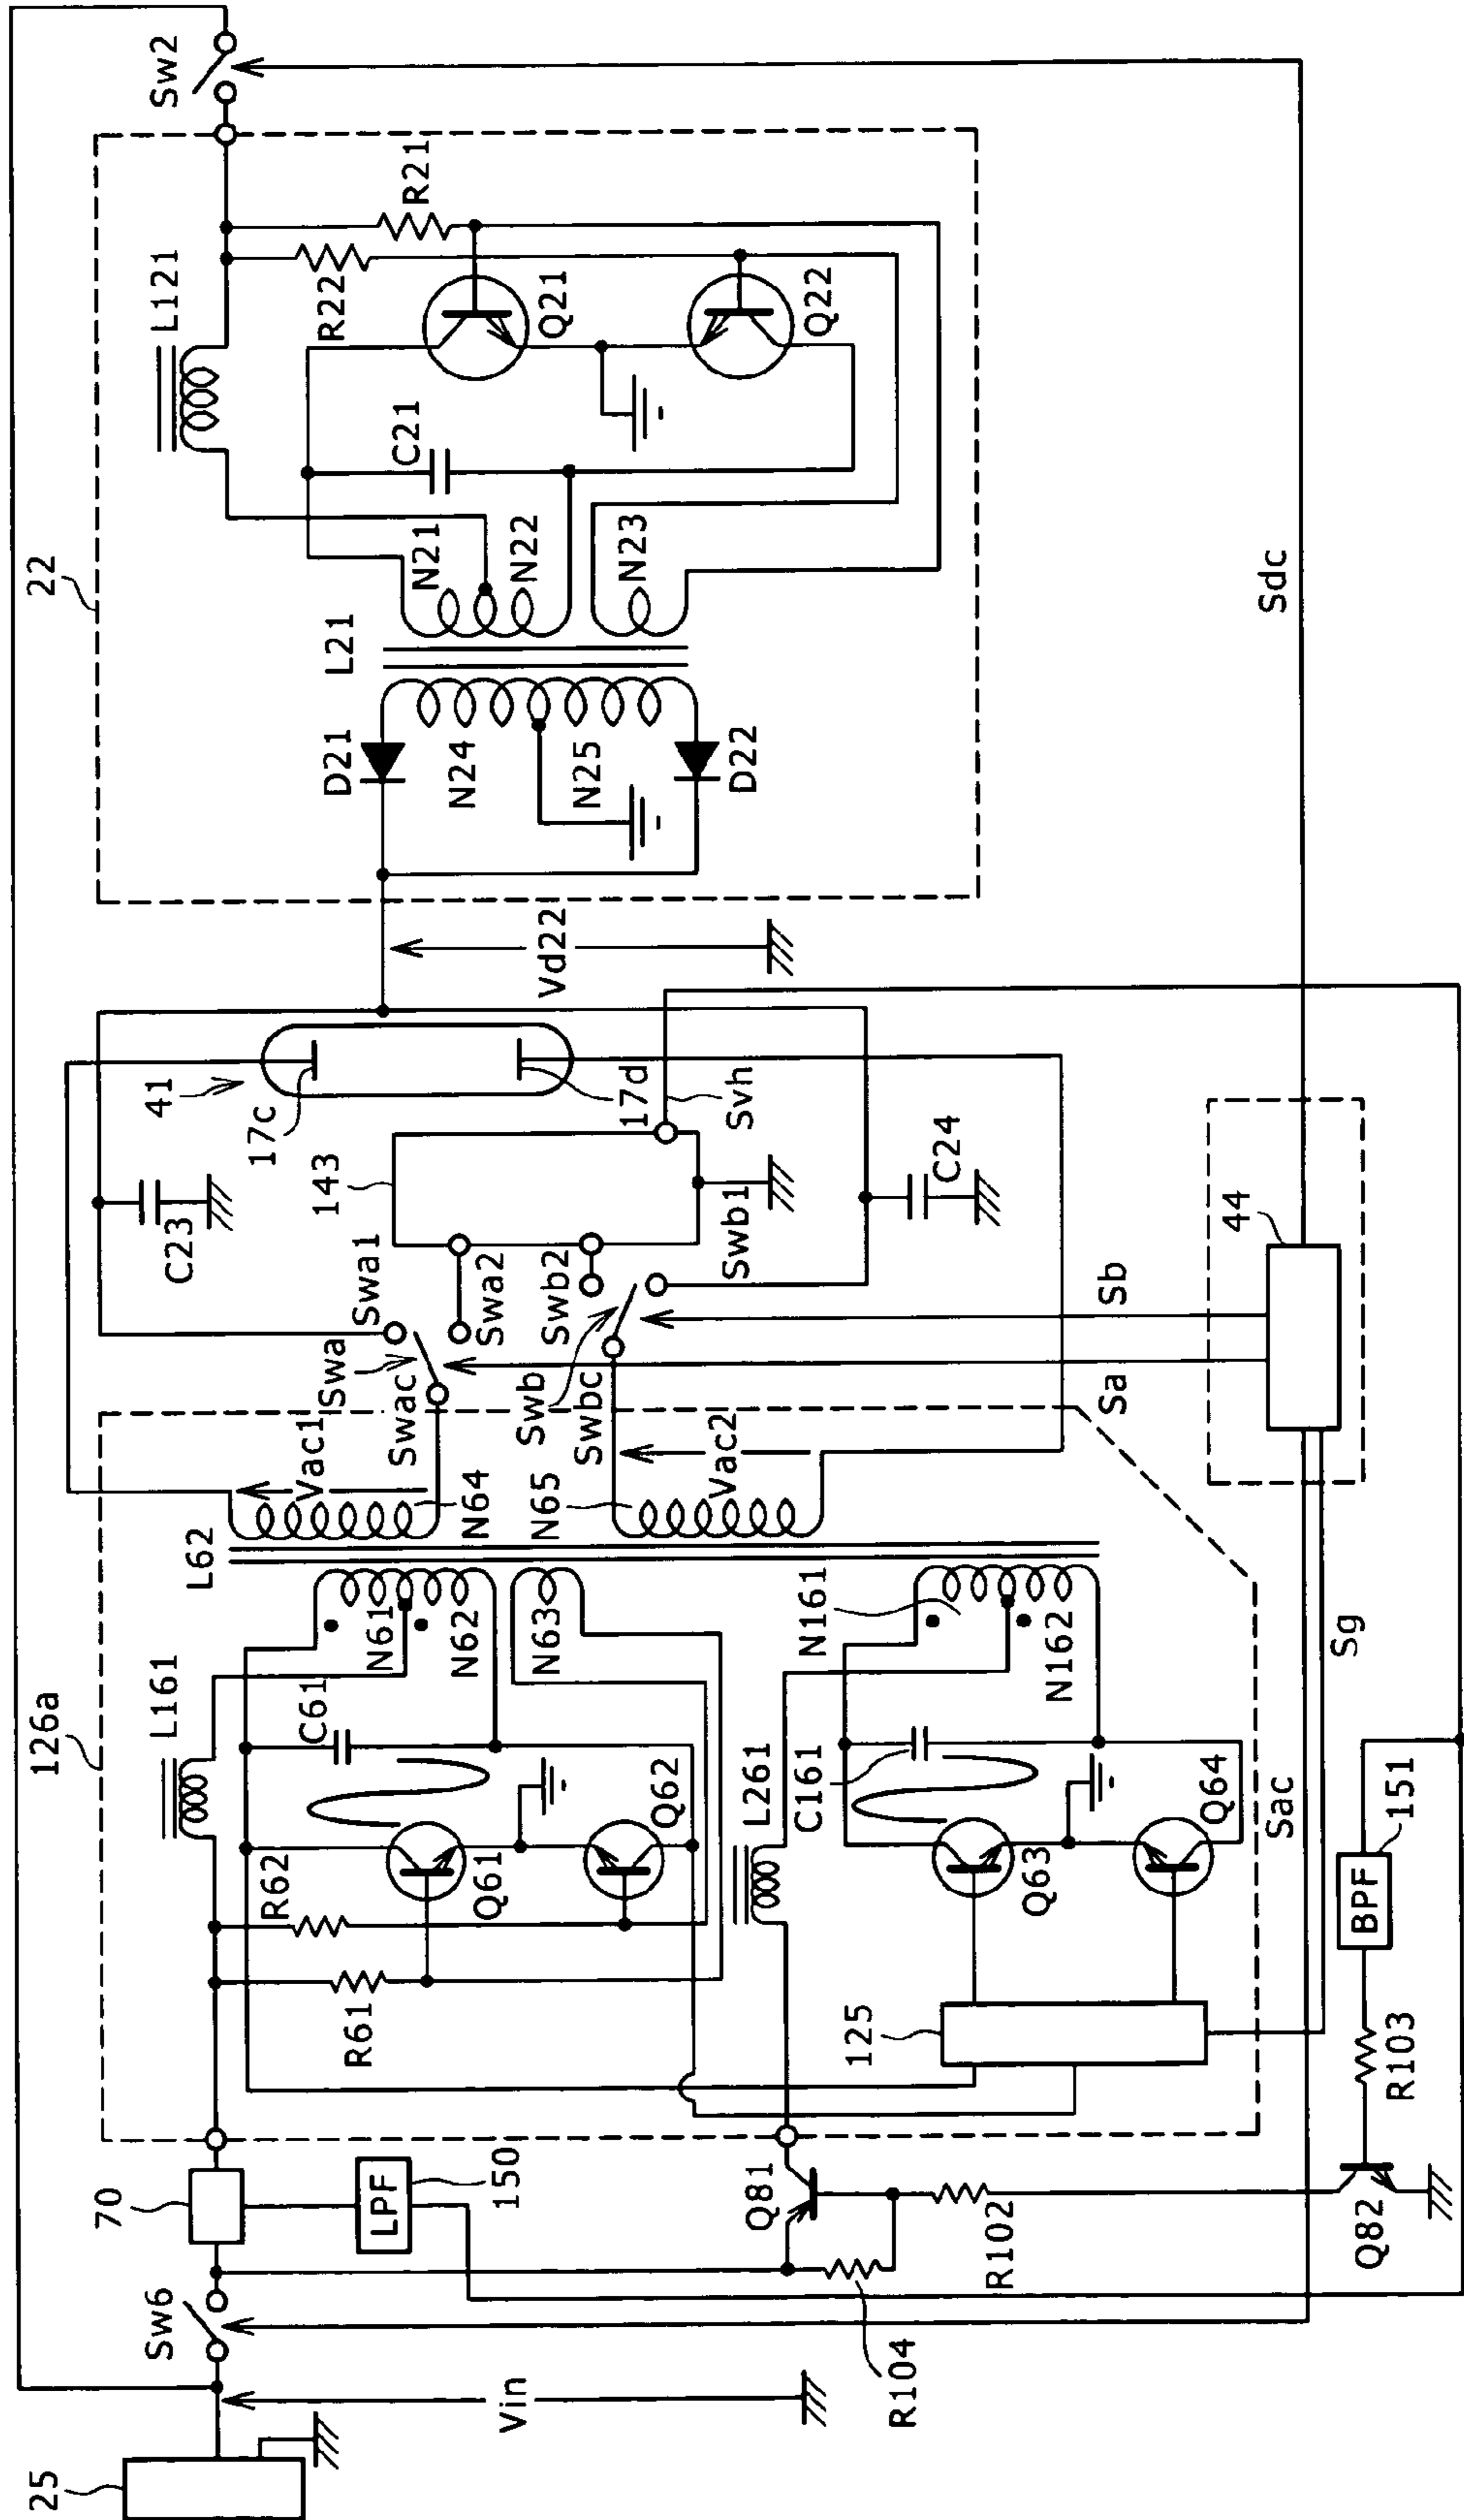 25
Vin
Sw6
70
LPF
150
R104
R102
Q81
Q82
R103
BPF
151
126a
L161
R62
R61
C61
Q61
Q62
N61
N62
N63
L62
L261
C161
Q63
Q64
125
N161
N162
Sac
Sg
Vac1
N64
N65
Vac2
Swa
Swac
Swb
Swbc
Swa1
Swa2
Swb2
Swb1
Sa
Sb
44
C23
C24
143
41
17c
17d
Svh
Vd22
Sdc
22
D21
N24
N25
D22
L21
N21
N22
N23
C21
L121
R22
R21
Q21
Q22
Sw2